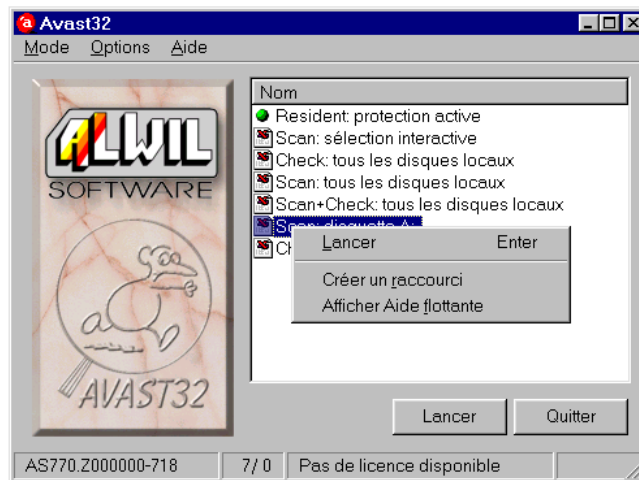 Avast32
Mode Options Aide
Nom
Resident: protection active
Scan: sélection interactive
Check: tous les disques locaux
Scan: tous les disques locaux
Scan+Check: tous les disques locaux
Scan: disquette A:
Lancer Enter
Créer un raccourci
Afficher Aide flottante
ALWIL
SOFTWARE
AVAST32
Lancer Quitter
AS770.Z000000-718 7/ 0 Pas de licence disponible